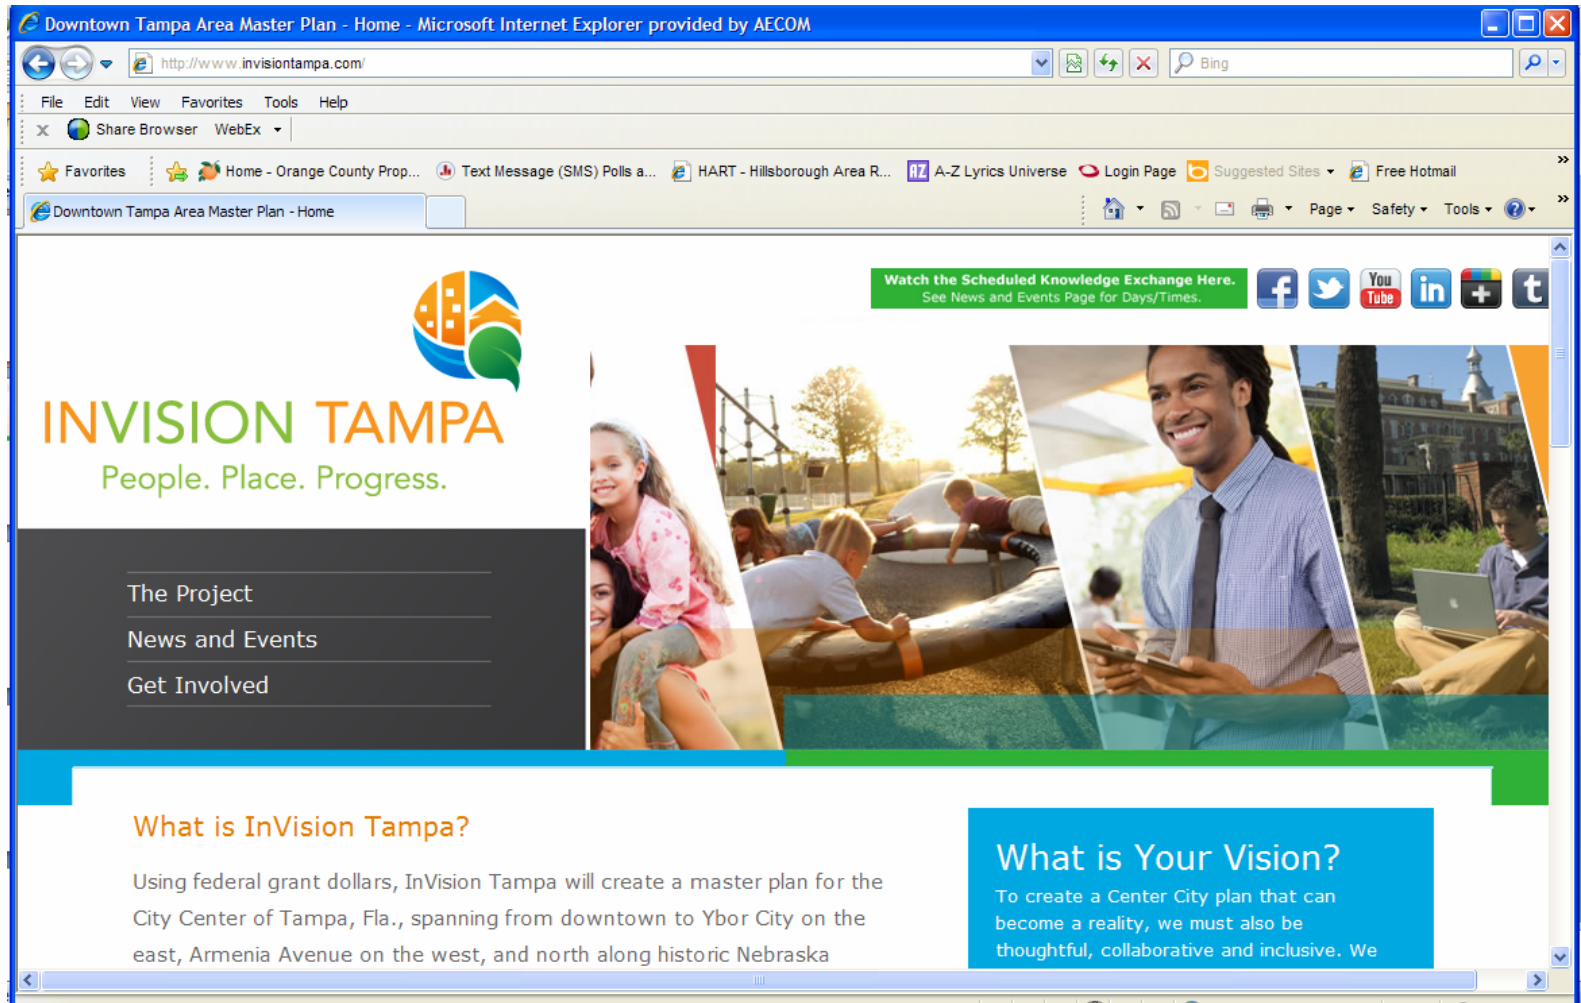 Downtown Tampa Area Master Plan - Home - Microsoft Internet Explorer provided by AECOM
http://www.invisiontampa.com/
Bing
File Edit View Favorites Tools Help
x Share Browser WebEx
Favorites Home - Orange County Prop... Text Message (SMS) Polls a... HART - Hillsborough Area R... AZ A-Z Lyrics Universe Login Page Suggested Sites Free Hotmail »
Downtown Tampa Area Master Plan - Home Page Safety Tools »
Watch the Scheduled Knowledge Exchange Here.
See News and Events Page for Days/Times.
f You Tube in + t
INVISION TAMPA
People. Place. Progress.
The Project
News and Events
Get Involved
What is InVision Tampa?
Using federal grant dollars, InVision Tampa will create a master plan for the
City Center of Tampa, Fla., spanning from downtown to Ybor City on the
east, Armenia Avenue on the west, and north along historic Nebraska
What is Your Vision?
To create a Center City plan that can
become a reality, we must also be
thoughtful, collaborative and inclusive. We